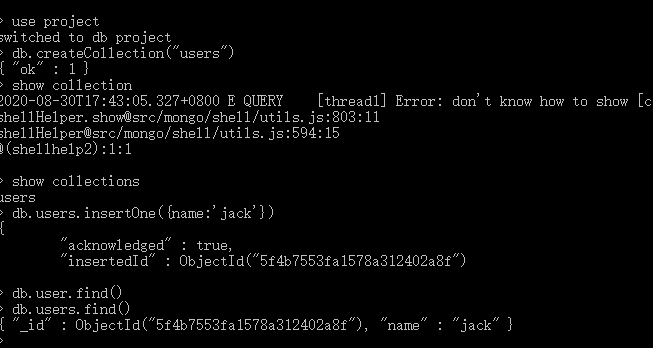 > use project
switched to db project
> db.createCollection("users")
{ "ok" : 1 }
> show collection
2020-08-30T17:43:05.327+0800 E QUERY    [thread1] Error: don't know how to show [c
shellHelper.show@src/mongo/shell/utils.js:803:11
shellHelper@src/mongo/shell/utils.js:594:15
@(shellhelp2):1:1
> show collections
users
> db.users.insertOne({name:'jack'})
{
        "acknowledged" : true,
        "insertedId" : ObjectId("5f4b7553fa1578a312402a8f")
> db.user.find()
> db.users.find()
{ "_id" : ObjectId("5f4b7553fa1578a312402a8f"), "name" : "jack" }
>